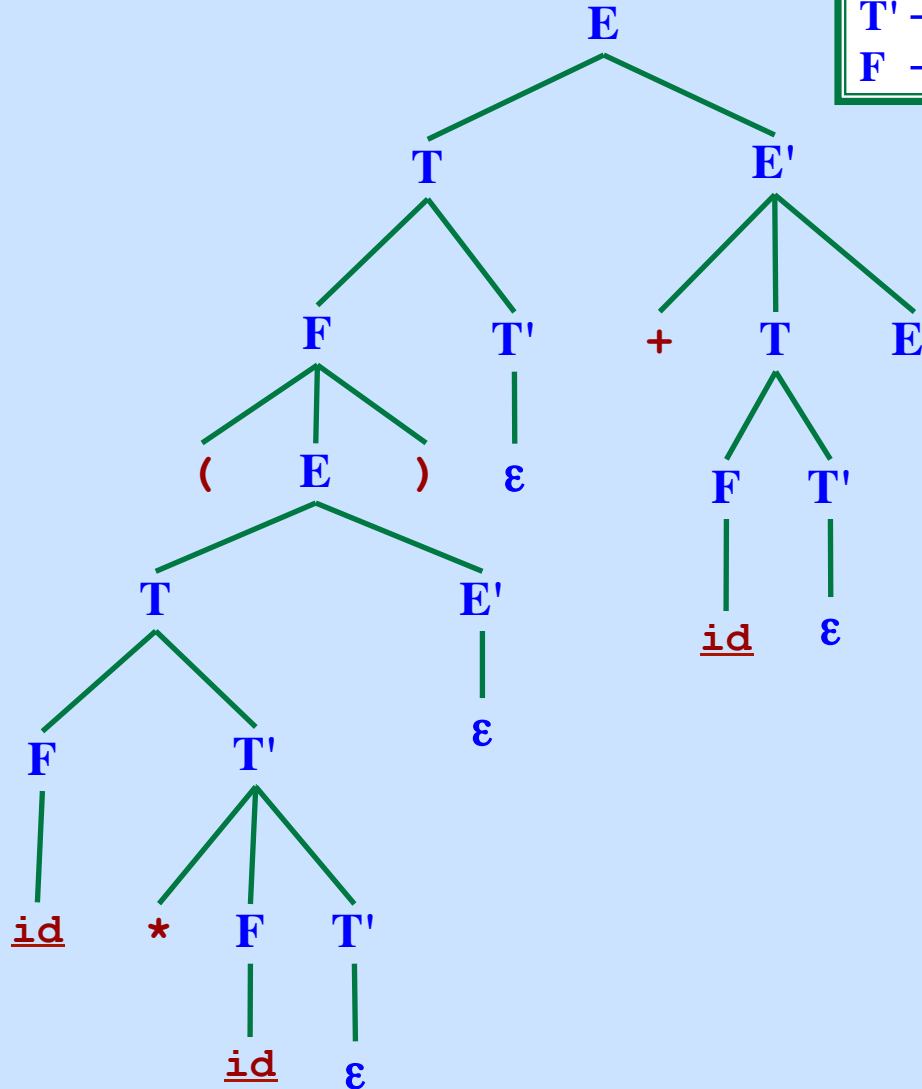 E
T' -
F -
T E'
F T' + T E
( E ) ε F T'
T E' id ε
F T' ε
id * F T'
id ε